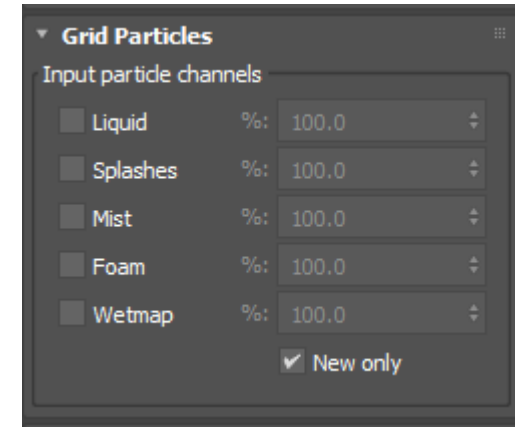 Grid Particles
Input particle channels
Liquid %: 100.0
Splashes %: 100.0
Mist %: 100.0
Foam %: 100.0
Wetmap %: 100.0
New only